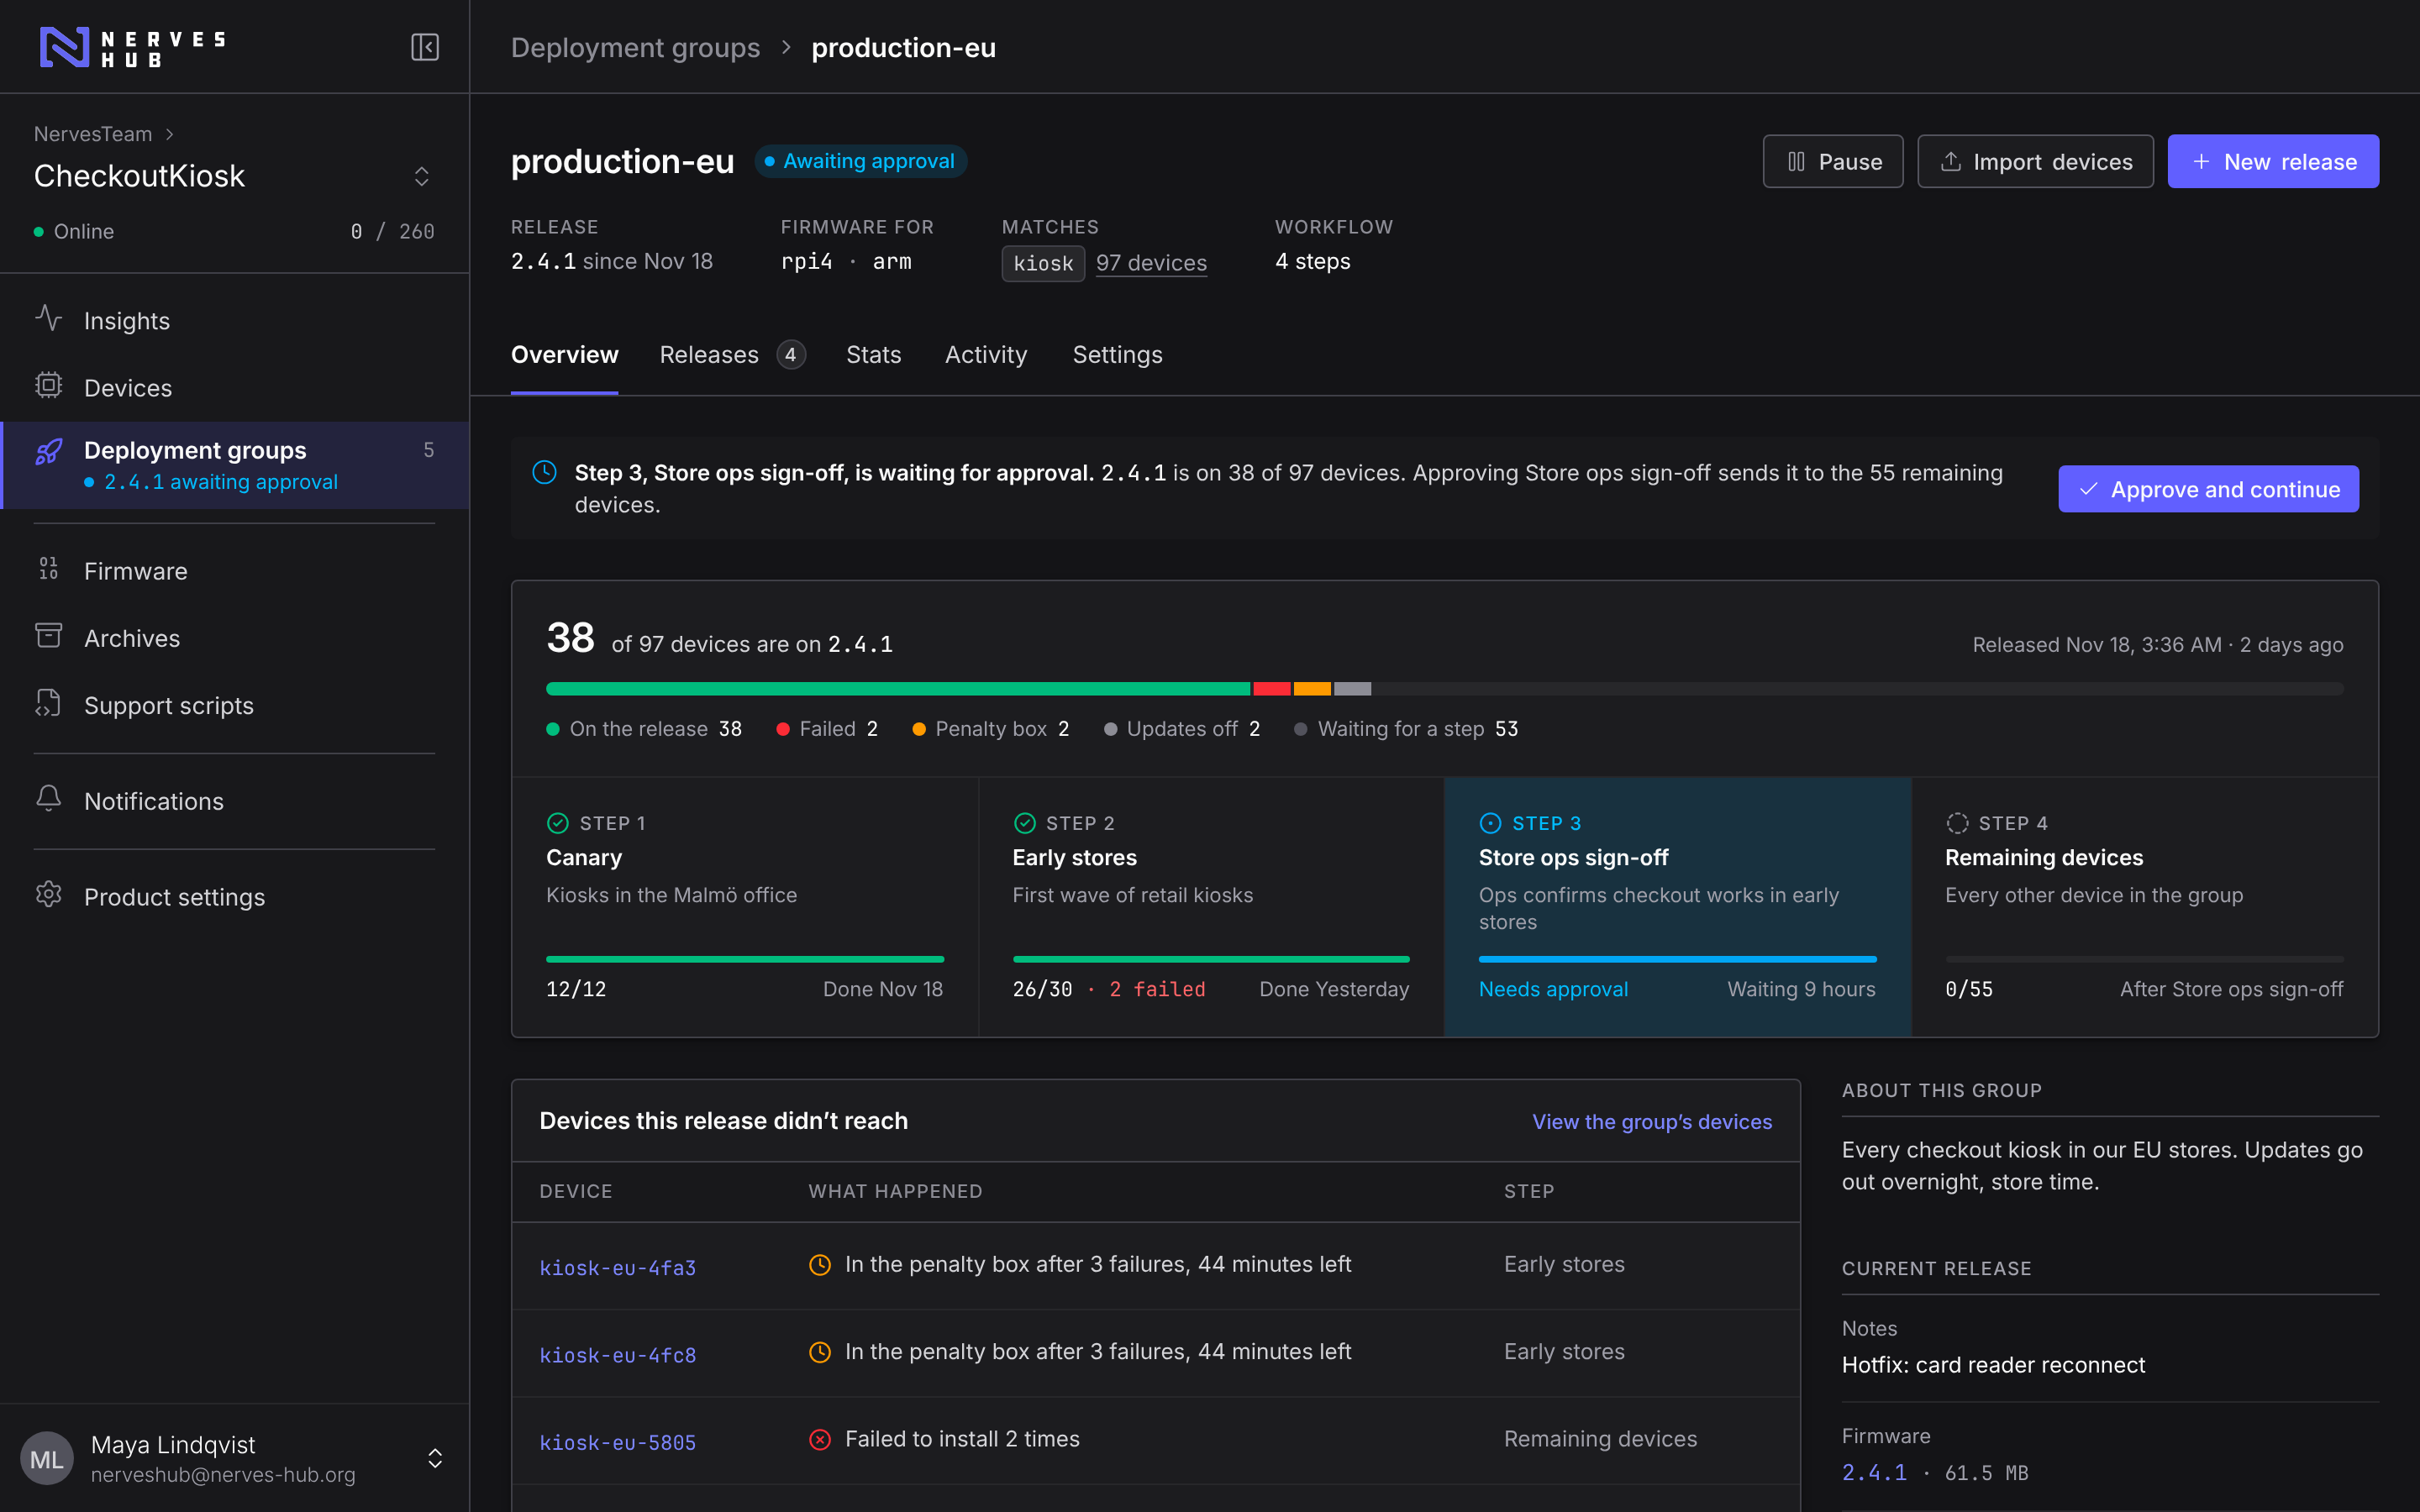 NERVES
HUB
Deployment groups > production-eu
NervesTeam >
CheckoutKiosk
Online 0 / 260
Insights
Devices
Deployment groups 5
2.4.1 awaiting approval
Firmware
Archives
Support scripts
Notifications
Product settings
ML
Maya Lindqvist
nerveshub@nerves-hub.org
production-eu
Awaiting approval
Pause
Import devices
New release
RELEASE
2.4.1 since Nov 18
FIRMWARE FOR
rpi4 · arm
MATCHES
kiosk 97 devices
WORKFLOW
4 steps
Overview
Releases 4
Stats
Activity
Settings
Step 3, Store ops sign-off, is waiting for approval. 2.4.1 is on 38 of 97 devices. Approving Store ops sign-off sends it to the 55 remaining
devices.
Approve and continue
38 of 97 devices are on 2.4.1
Released Nov 18, 3:36 AM · 2 days ago
On the release 38
Failed 2
Penalty box 2
Updates off 2
Waiting for a step 53
STEP 1
Canary
Kiosks in the Malmö office
12/12
Done Nov 18
STEP 2
Early stores
First wave of retail kiosks
26/30 · 2 failed
Done Yesterday
STEP 3
Store ops sign-off
Ops confirms checkout works in early
stores
Needs approval
Waiting 9 hours
STEP 4
Remaining devices
Every other device in the group
0/55
After Store ops sign-off
Devices this release didn’t reach
View the group’s devices
DEVICE WHAT HAPPENED STEP
kiosk-eu-4fa3 In the penalty box after 3 failures, 44 minutes left Early stores
kiosk-eu-4fc8 In the penalty box after 3 failures, 44 minutes left Early stores
kiosk-eu-5805 Failed to install 2 times Remaining devices
ABOUT THIS GROUP
Every checkout kiosk in our EU stores. Updates go
out overnight, store time.
CURRENT RELEASE
Notes
Hotfix: card reader reconnect
Firmware
2.4.1 · 61.5 MB